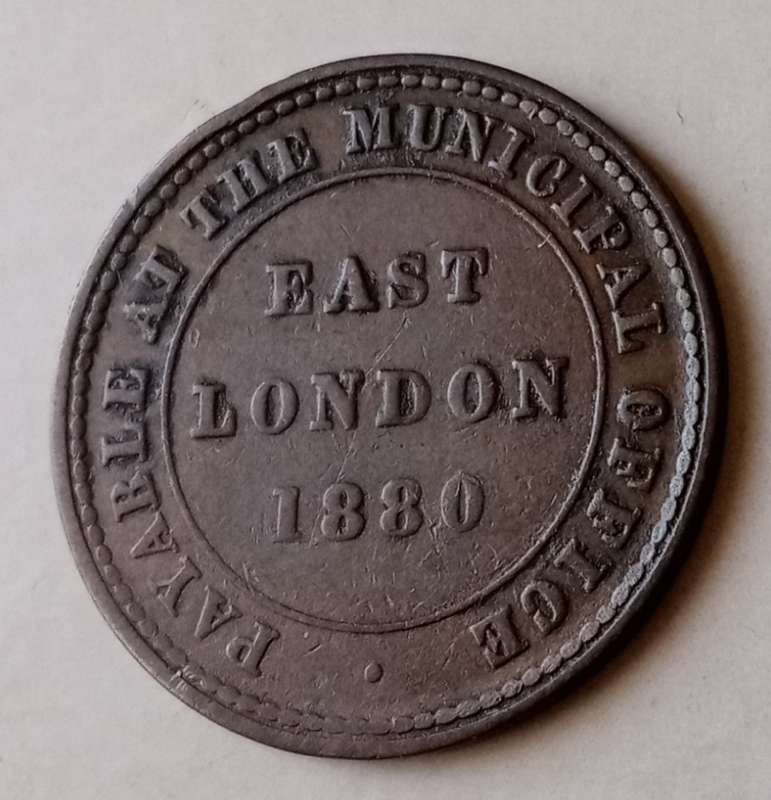 PAYABLE AT THE MUNICIPAL OFFICE
EAST
LONDON
1880